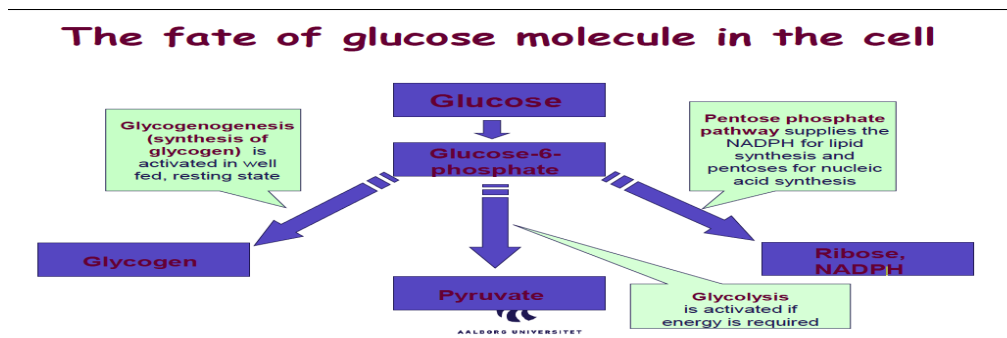 The fate of glucose molecule in the cell
Glucose
Glycogenogenesis
(synthesis of
glycogen) is
activated in well
fed, resting state
Glucose-6-
phosphate
Pentose phosphate
pathway supplies the
NADPH for lipid
synthesis and
pentoses for nucleic
acid synthesis
Glycogen
Pyruvate
Ribose,
NADPH
Glycolysis
is activated if
energy is required
AALBORG UNIVERSITET